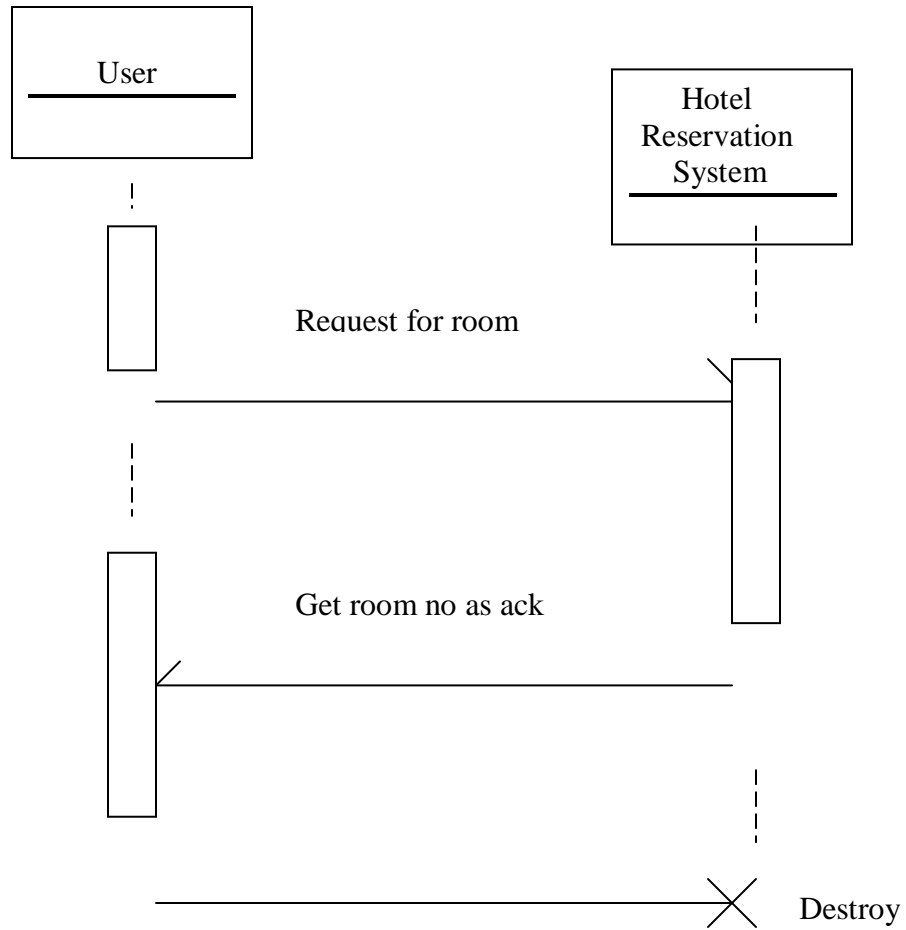 User
Hotel
Reservation
System
Request for room
Get room no as ack
Destroy